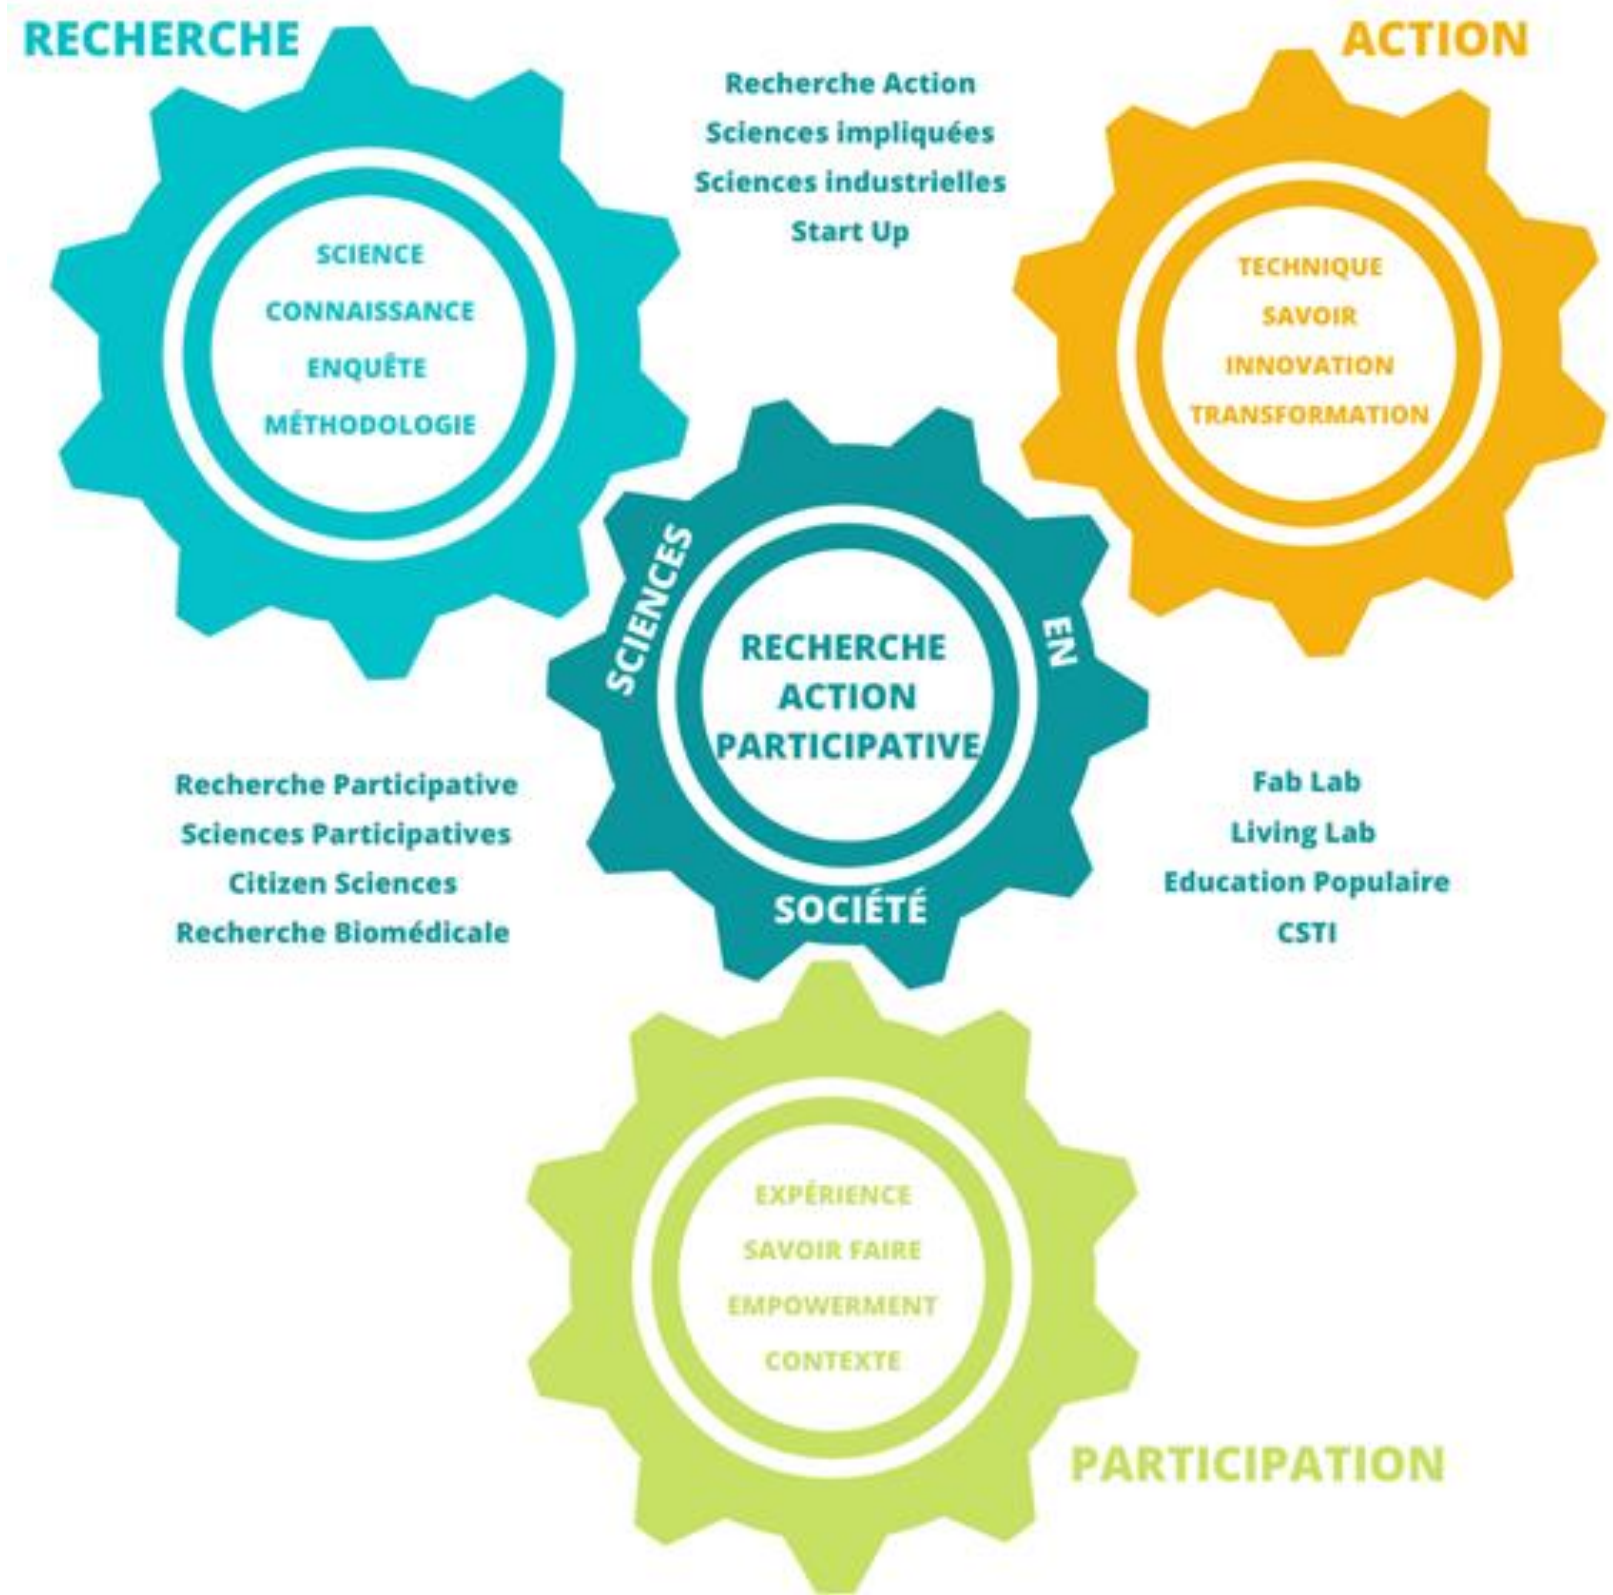 RECHERCHE
ACTION
Recherche Action
Sciences impliquées
Sciences industrielles
Start Up
SCIENCE
CONNAISSANCE
ENQUÊTE
MÉTHODOLOGIE
TECHNIQUE
SAVOIR
INNOVATION
TRANSFORMATION
SCIENCES
EN
SOCIÉTÉ
RECHERCHE
ACTION
PARTICIPATIVE
Recherche Participative
Sciences Participatives
Citizen Sciences
Recherche Biomédicale
Fab Lab
Living Lab
Education Populaire
CSTI
EXPÉRIENCE
SAVOIR FAIRE
EMPOWERMENT
CONTEXTE
PARTICIPATION